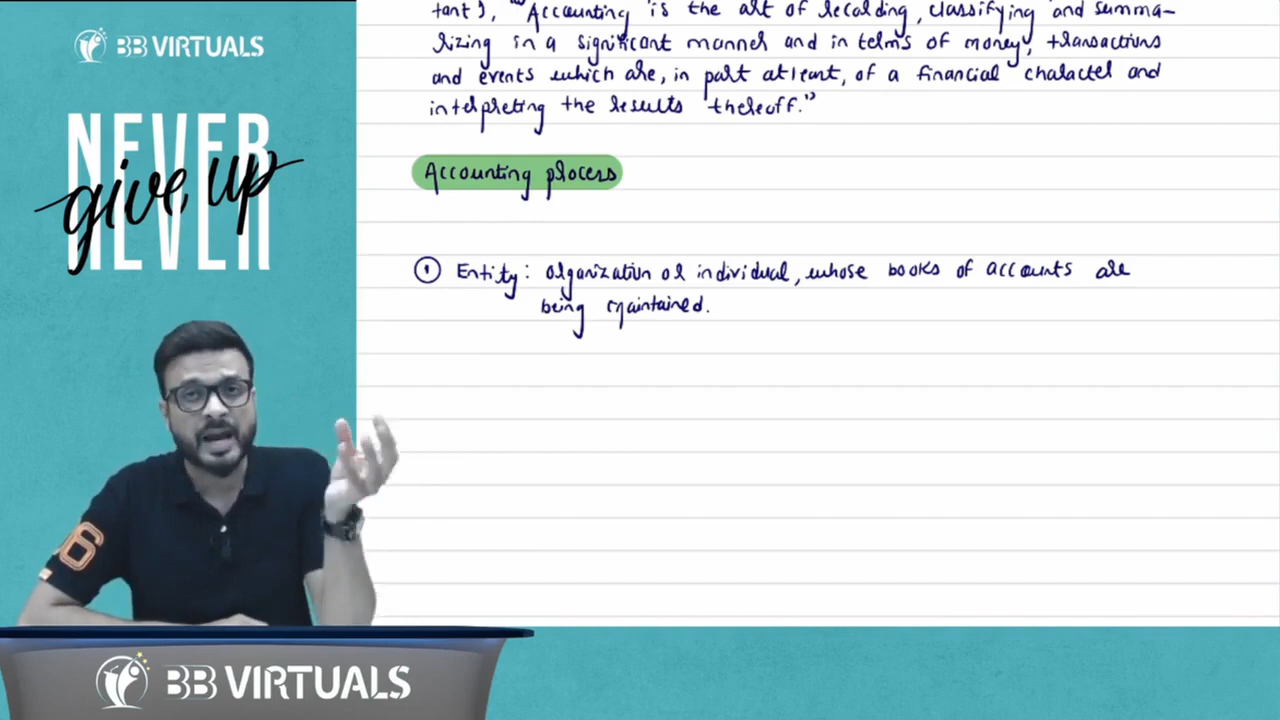 BB VIRTUALS
NEVER
give up
NEVER
tant), "Accounting is the art of recording, classifying and summa-
rizing in a significant manner and in terms of money, transactions
and events which are, in part at least, of a financial character and
interpreting the results thereoff."
Accounting process
① Entity: organization or individual, whose books of accounts are
being maintained.
6
BB VIRTUALS